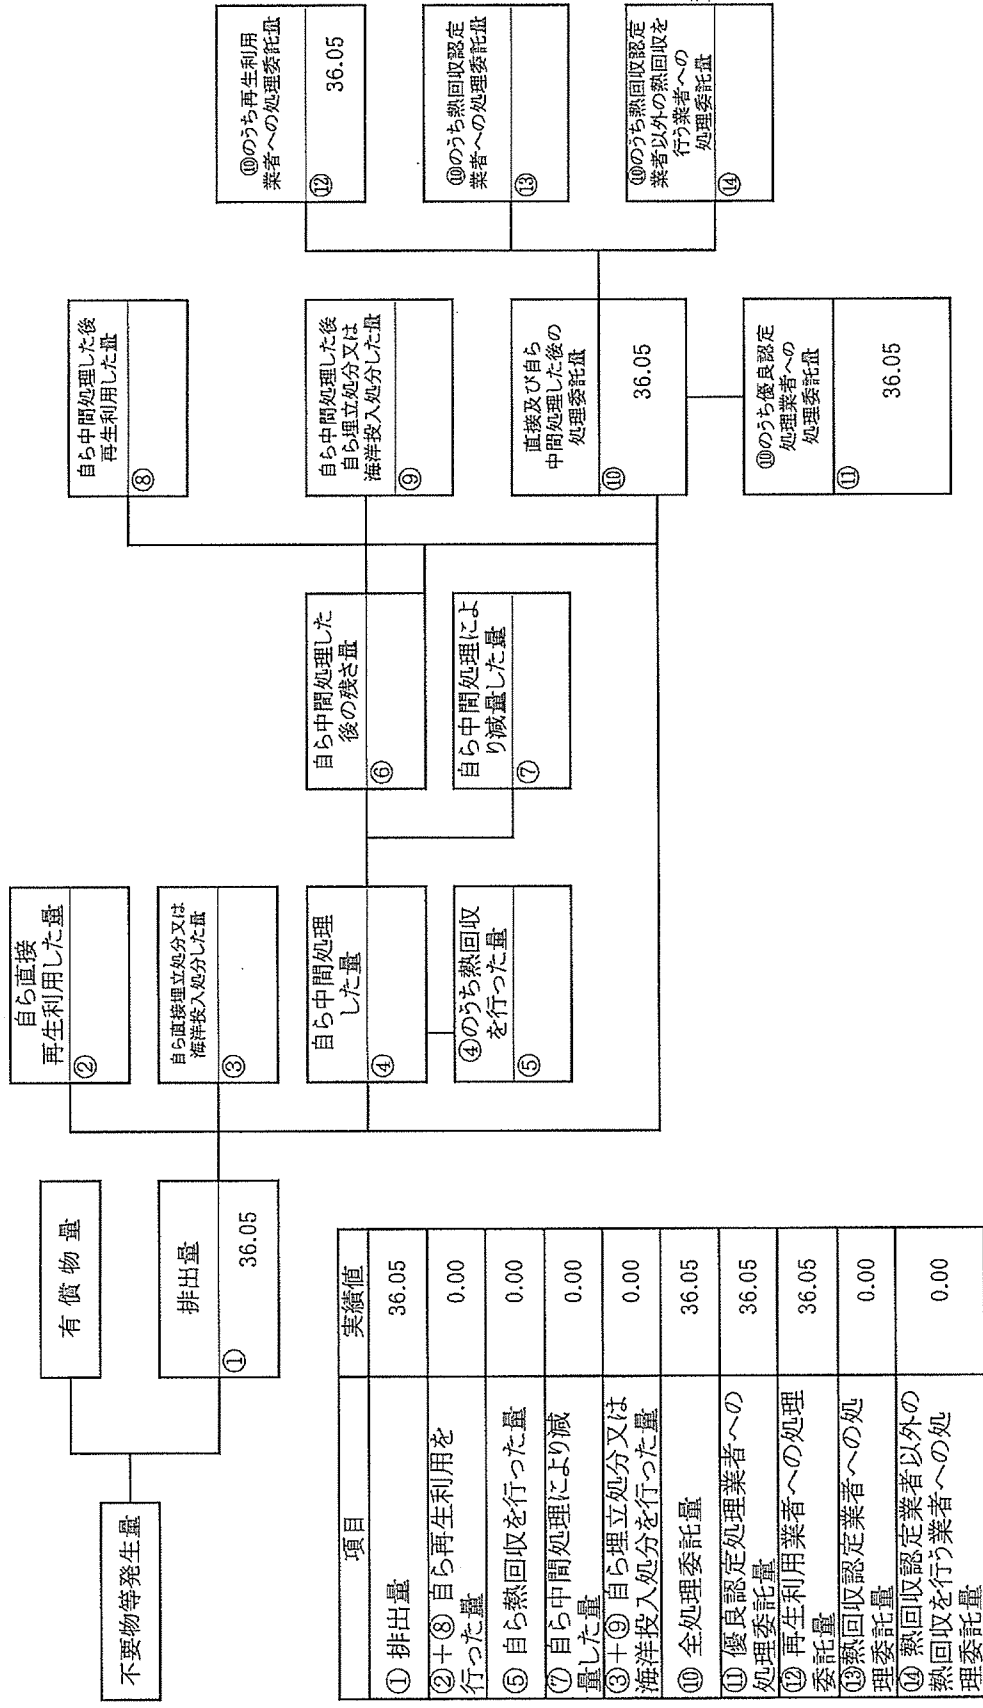 不要物等発生量
有償物量
排出量
①
36.05
自ら直接
再生利用した量
②
自ら直接埋立処分又は
海洋投入処分した量
③
自ら中間処理
した量
④
④のうち熱回収
を行った量
⑤
自ら中間処理した
後の残さ量
⑥
自ら中間処理によ
り減量した量
⑦
自ら中間処理した後
再生利用した量
⑧
自ら中間処理した後
自ら埋立処分又は
海洋投入処分した量
⑨
直接及び自ら
中間処理した後の
処理委託量
⑩
36.05
⑩のうち優良認定
処理業者への
処理委託量
⑪
36.05
⑩のうち再生利用
業者への処理委託量
⑫
36.05
⑩のうち熱回収認定
業者への処理委託量
⑬
⑩のうち熱回収認定
業者以外の熱回収を
行う業者への
処理委託量
⑭
項目 実績値
①排出量 36.05
②+⑧ 自ら再生利用を
行った量 0.00
⑤ 自ら熱回収を行った量 0.00
⑦ 自ら中間処理により減
量した量 0.00
③+⑨ 自ら埋立処分又は
海洋投入処分を行った量 0.00
⑩ 全処理委託量 36.05
⑪ 優良認定処理業者への
処理委託量 36.05
⑫ 再生利用業者への処理
委託量 36.05
⑬熱回収認定業者への処
理委託量 0.00
⑭ 熱回収認定業者以外の
熱回収を行う業者への処
理委託量 0.00